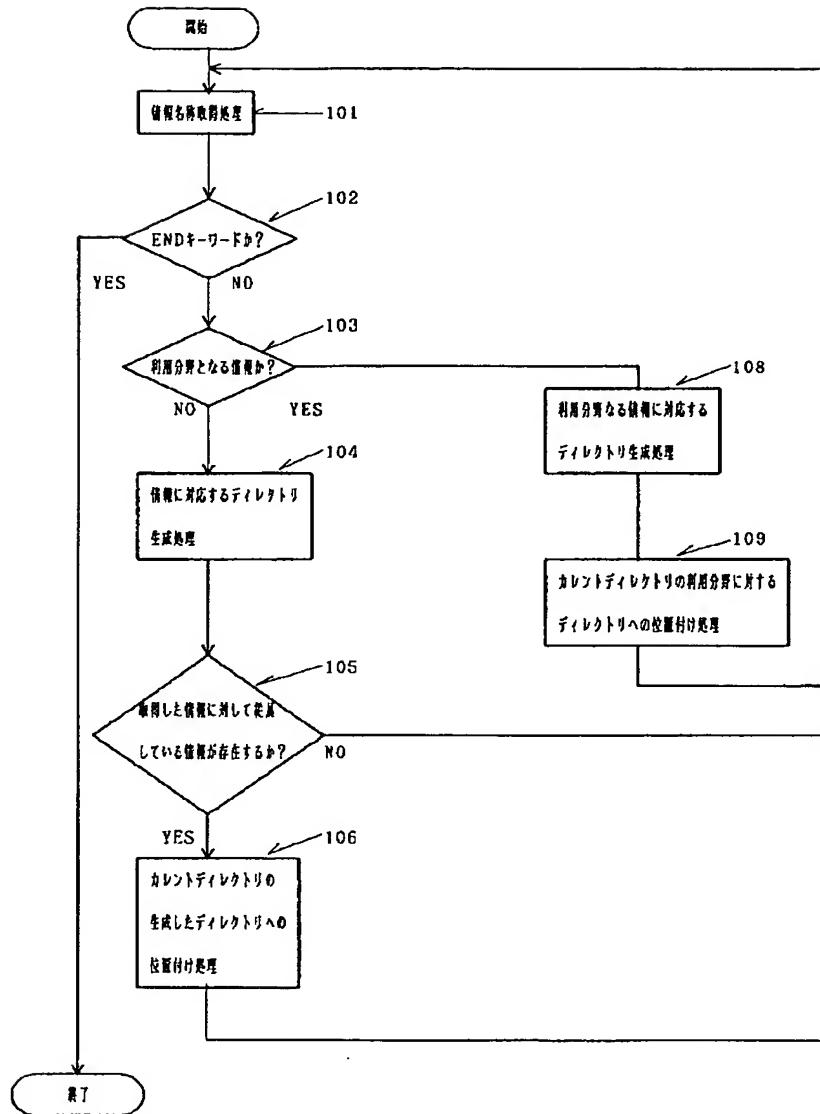 開始
情報名称取得処理
101
102
ENDキーワードか?
YES
NO
103
利用分野となる情報か?
NO
YES
108
利用分野なる情報に対応する
ディレクトリ生成処理
104
情報に対応するディレクトリ
生成処理
109
カレントディレクトリの利用分野に対する
ディレクトリへの位置付け処理
105
取得した情報に対して従属
している情報が存在するか?
NO
YES
106
カレントディレクトリの
生成したディレクトリへの
位置付け処理
終了